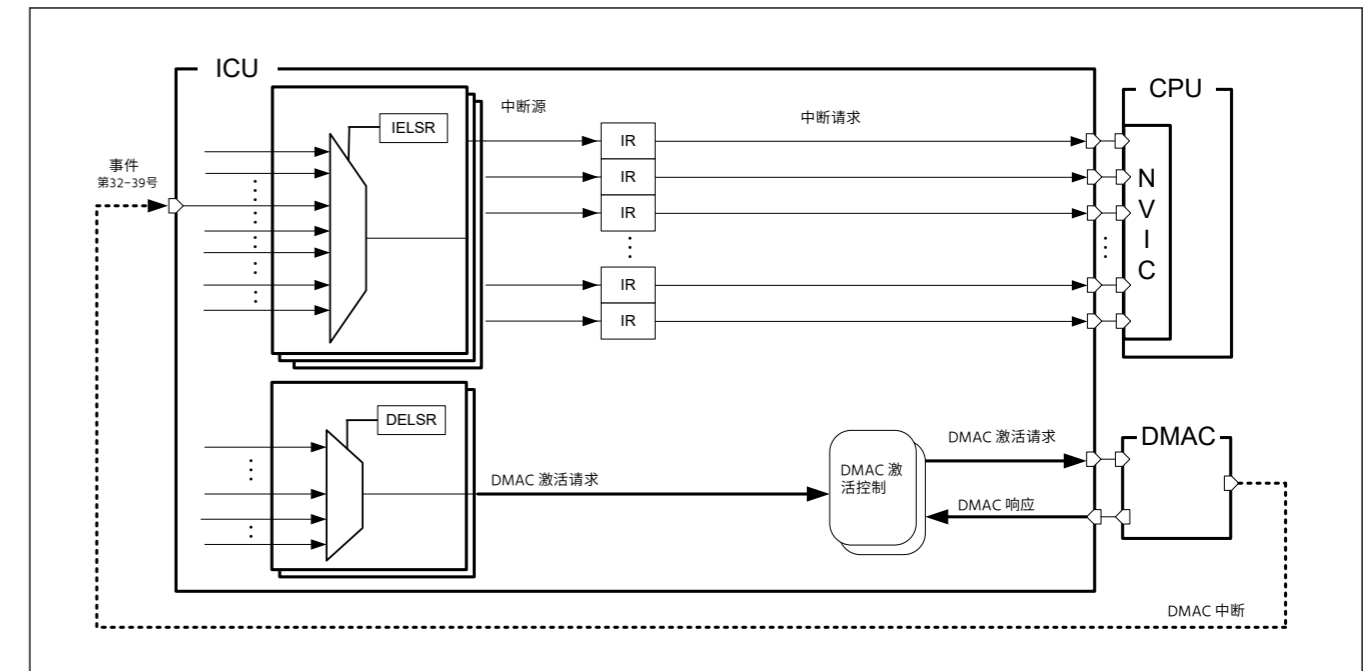 ICU
CPU
中断源
中断请求
IELSR
IR
IR
IR
IR
IR
N
V
I
C
事件
第32-39号
DELSR
DMAC 激活请求
DMAC 激
活控制
DMAC 激活请求
DMAC 响应
DMAC
DMAC 中断